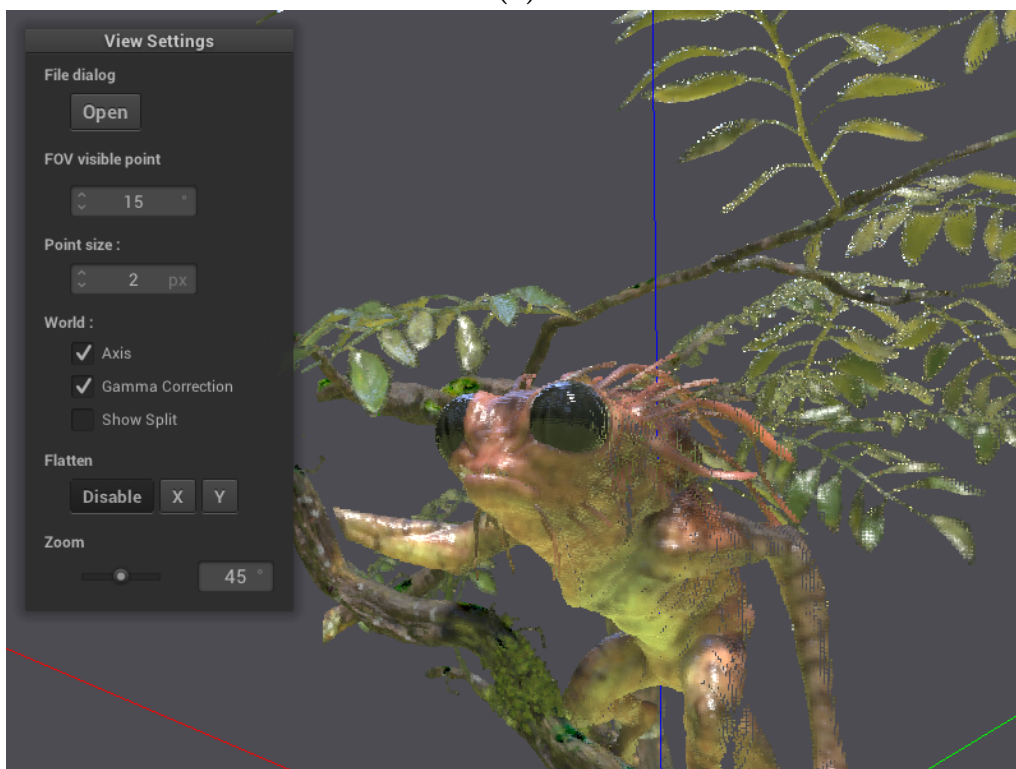 View Settings
File dialog
Open
FOV visible point
15 °
Point size :
2 px
World :
Axis
Gamma Correction
Show Split
Flatten
Disable X Y
Zoom
45 °